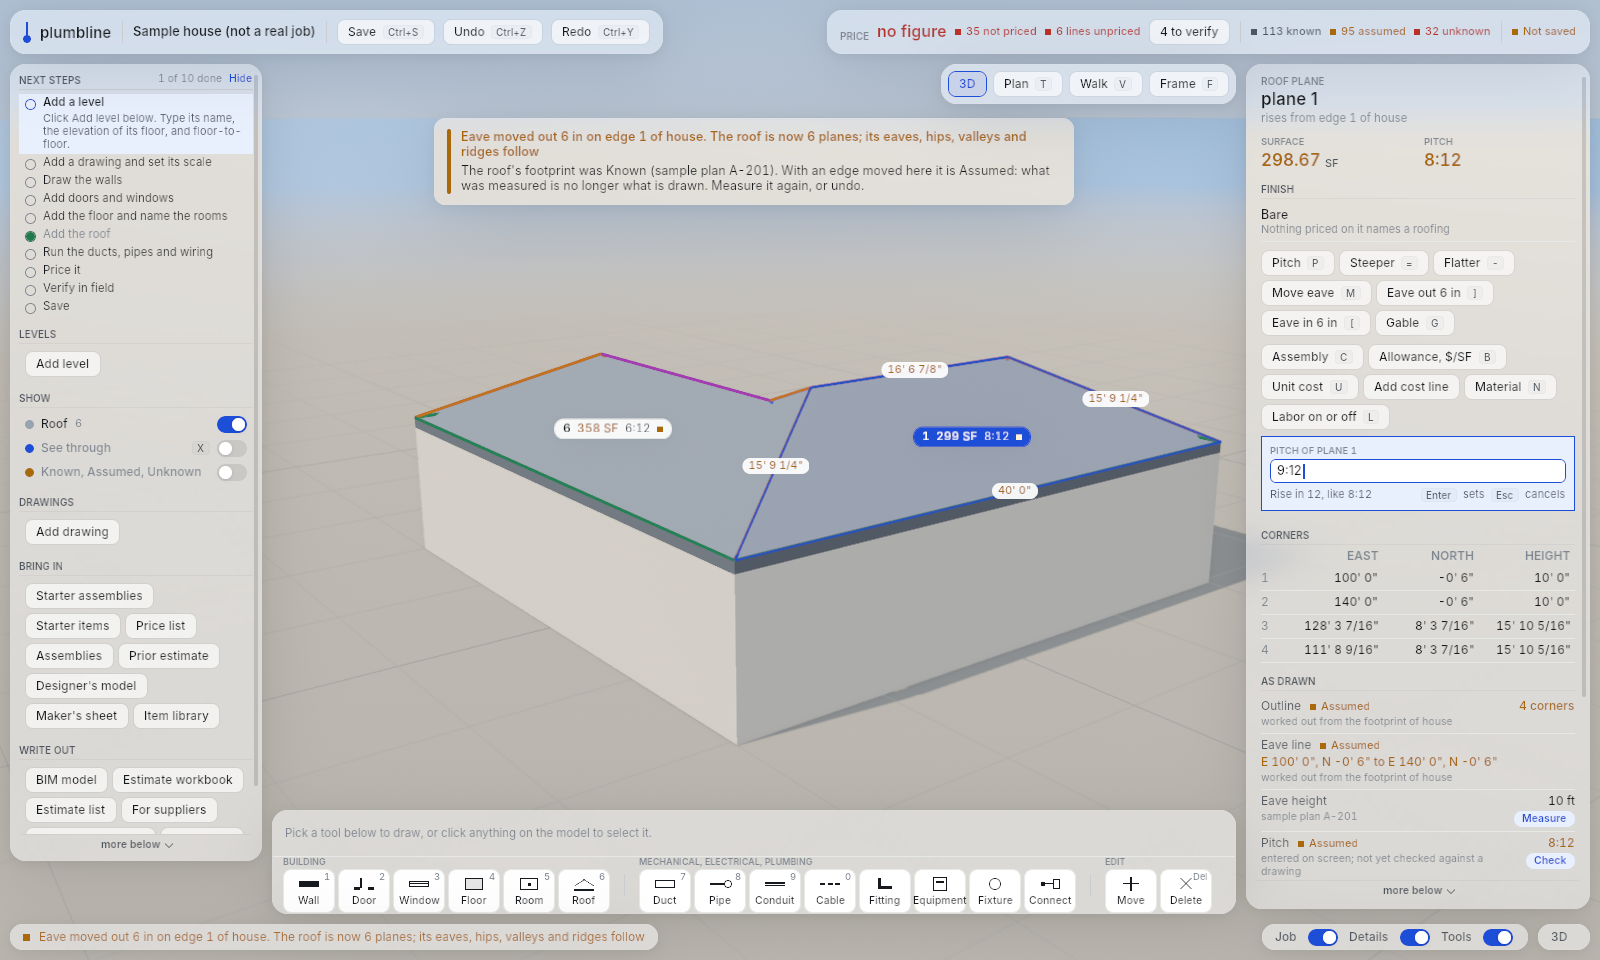 plumbline
Sample house (not a real job)
Save Ctrl+S
Undo Ctrl+Z
Redo Ctrl+Y
PRICE no figure
35 not priced
6 lines unpriced
4 to verify
113 known
95 assumed
32 unknown
Not saved
NEXT STEPS 1 of 10 done Hide
Add a level
Click Add level below. Type its name,
the elevation of its floor, and floor-to-
floor.
Add a drawing and set its scale
Draw the walls
Add doors and windows
Add the floor and name the rooms
Add the roof
Run the ducts, pipes and wiring
Price it
Verify in field
Save
LEVELS
Add level
SHOW
Roof 6
See through X
Known, Assumed, Unknown
DRAWINGS
Add drawing
BRING IN
Starter assemblies
Starter items Price list
Assemblies Prior estimate
Designer's model
Maker's sheet Item library
WRITE OUT
BIM model Estimate workbook
Estimate list For suppliers
more below
3D
Plan T
Walk V
Frame F
Eave moved out 6 in on edge 1 of house. The roof is now 6 planes; its eaves, hips, valleys and
ridges follow
The roof's footprint was Known (sample plan A-201). With an edge moved here it is Assumed: what
was measured is no longer what is drawn. Measure it again, or undo.
16' 6 7/8"
15' 9 1/4"
6 358 SF 6:12
1 299 SF 8:12
15' 9 1/4"
40' 0"
Pick a tool below to draw, or click anything on the model to select it.
BUILDING
Wall 1
Door 2
Window 3
Floor 4
Room 5
Roof 6
MECHANICAL, ELECTRICAL, PLUMBING
Duct 7
Pipe 8
Conduit 9
Cable 0
Fitting
Equipment
Fixture
Connect
EDIT
Move
Delete Del
ROOF PLANE
plane 1
rises from edge 1 of house
SURFACE PITCH
298.67 SF 8:12
FINISH
Bare
Nothing priced on it names a roofing
Pitch P Steeper = Flatter -
Move eave M Eave out 6 in ]
Eave in 6 in [ Gable G
Assembly C Allowance, $/SF B
Unit cost U Add cost line Material N
Labor on or off L
PITCH OF PLANE 1
9:12
Rise in 12, like 8:12 Enter sets Esc cancels
CORNERS
EAST NORTH HEIGHT
1 100' 0" -0' 6" 10' 0"
2 140' 0" -0' 6" 10' 0"
3 128' 3 7/16" 8' 3 7/16" 15' 10 5/16"
4 111' 8 9/16" 8' 3 7/16" 15' 10 5/16"
AS DRAWN
Outline Assumed 4 corners
worked out from the footprint of house
Eave line Assumed
E 100' 0", N -0' 6" to E 140' 0", N -0' 6"
worked out from the footprint of house
Eave height 10 ft
sample plan A-201 Measure
Pitch Assumed 8:12
entered on screen; not yet checked against a
drawing
Check
more below
Eave moved out 6 in on edge 1 of house. The roof is now 6 planes; its eaves, hips, valleys and ridges follow
Job Details Tools 3D